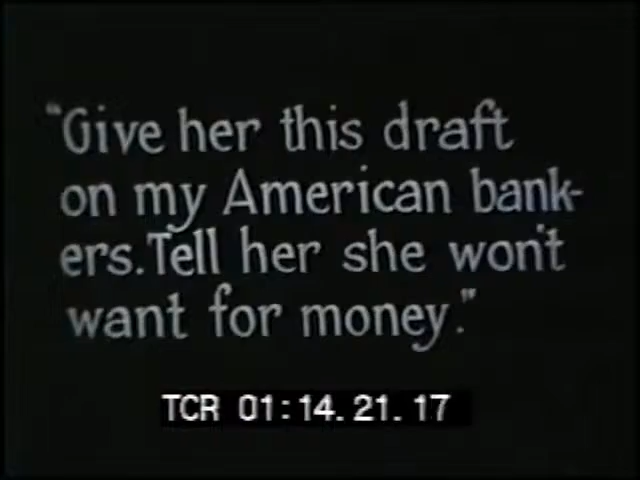 "Give her this draft
on my American bank-
ers. Tell her she won't
want for money."
TCR 01:14.21.17